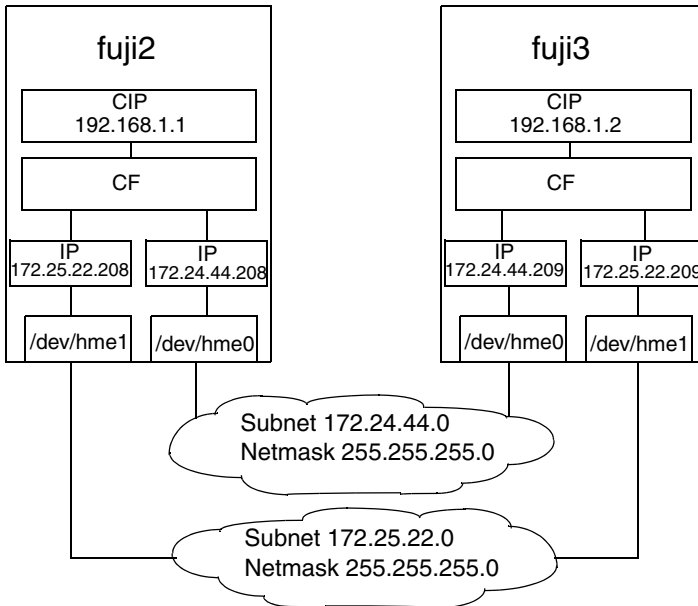 fuji2
CIP
192.168.1.1
CF
IP
172.25.22.208
IP
172.24.44.208
/dev/hme1
/dev/hme0
fuji3
CIP
192.168.1.2
CF
IP
172.24.44.209
IP
172.25.22.209
/dev/hme0
/dev/hme1
Subnet 172.24.44.0
Netmask 255.255.255.0
Subnet 172.25.22.0
Netmask 255.255.255.0